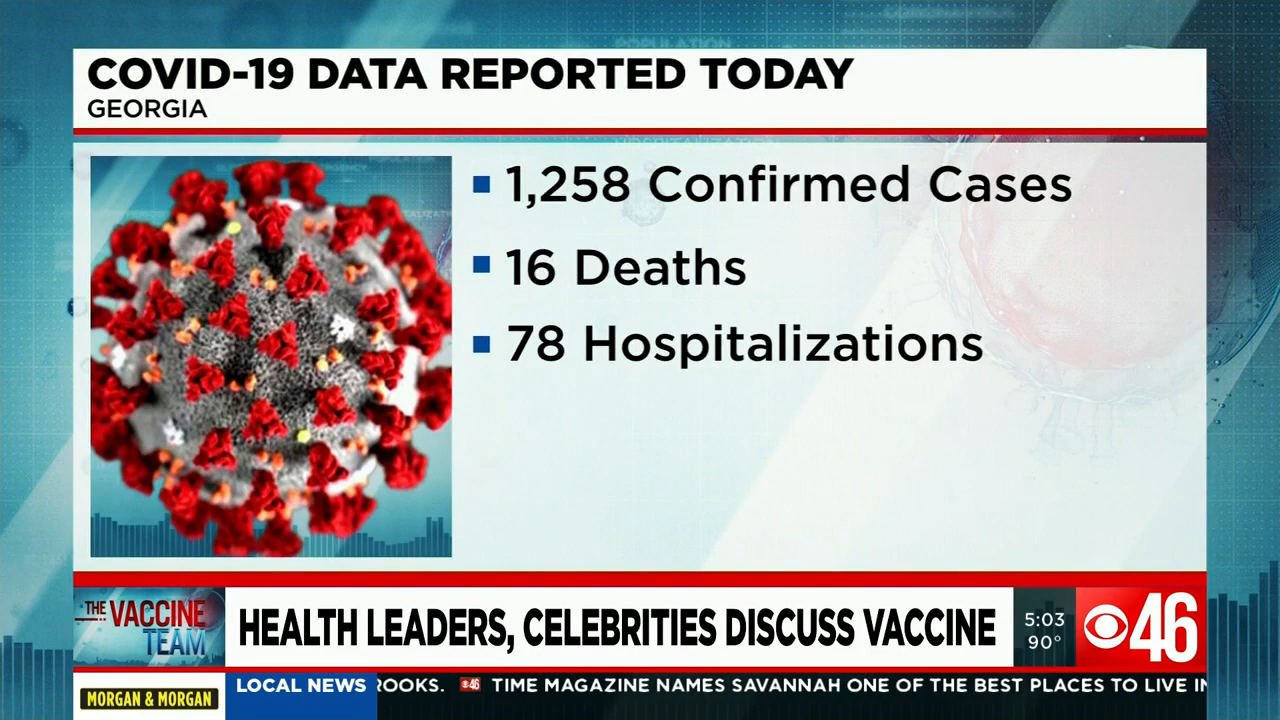 COVID-19 DATA REPORTED TODAY
GEORGIA
1,258 Confirmed Cases
16 Deaths
78 Hospitalizations
THE VACCINE TEAM
HEALTH LEADERS, CELEBRITIES DISCUSS VACCINE
5:03
90°
46
MORGAN & MORGAN
LOCAL NEWS
ROOKS. 46 TIME MAGAZINE NAMES SAVANNAH ONE OF THE BEST PLACES TO LIVE IN